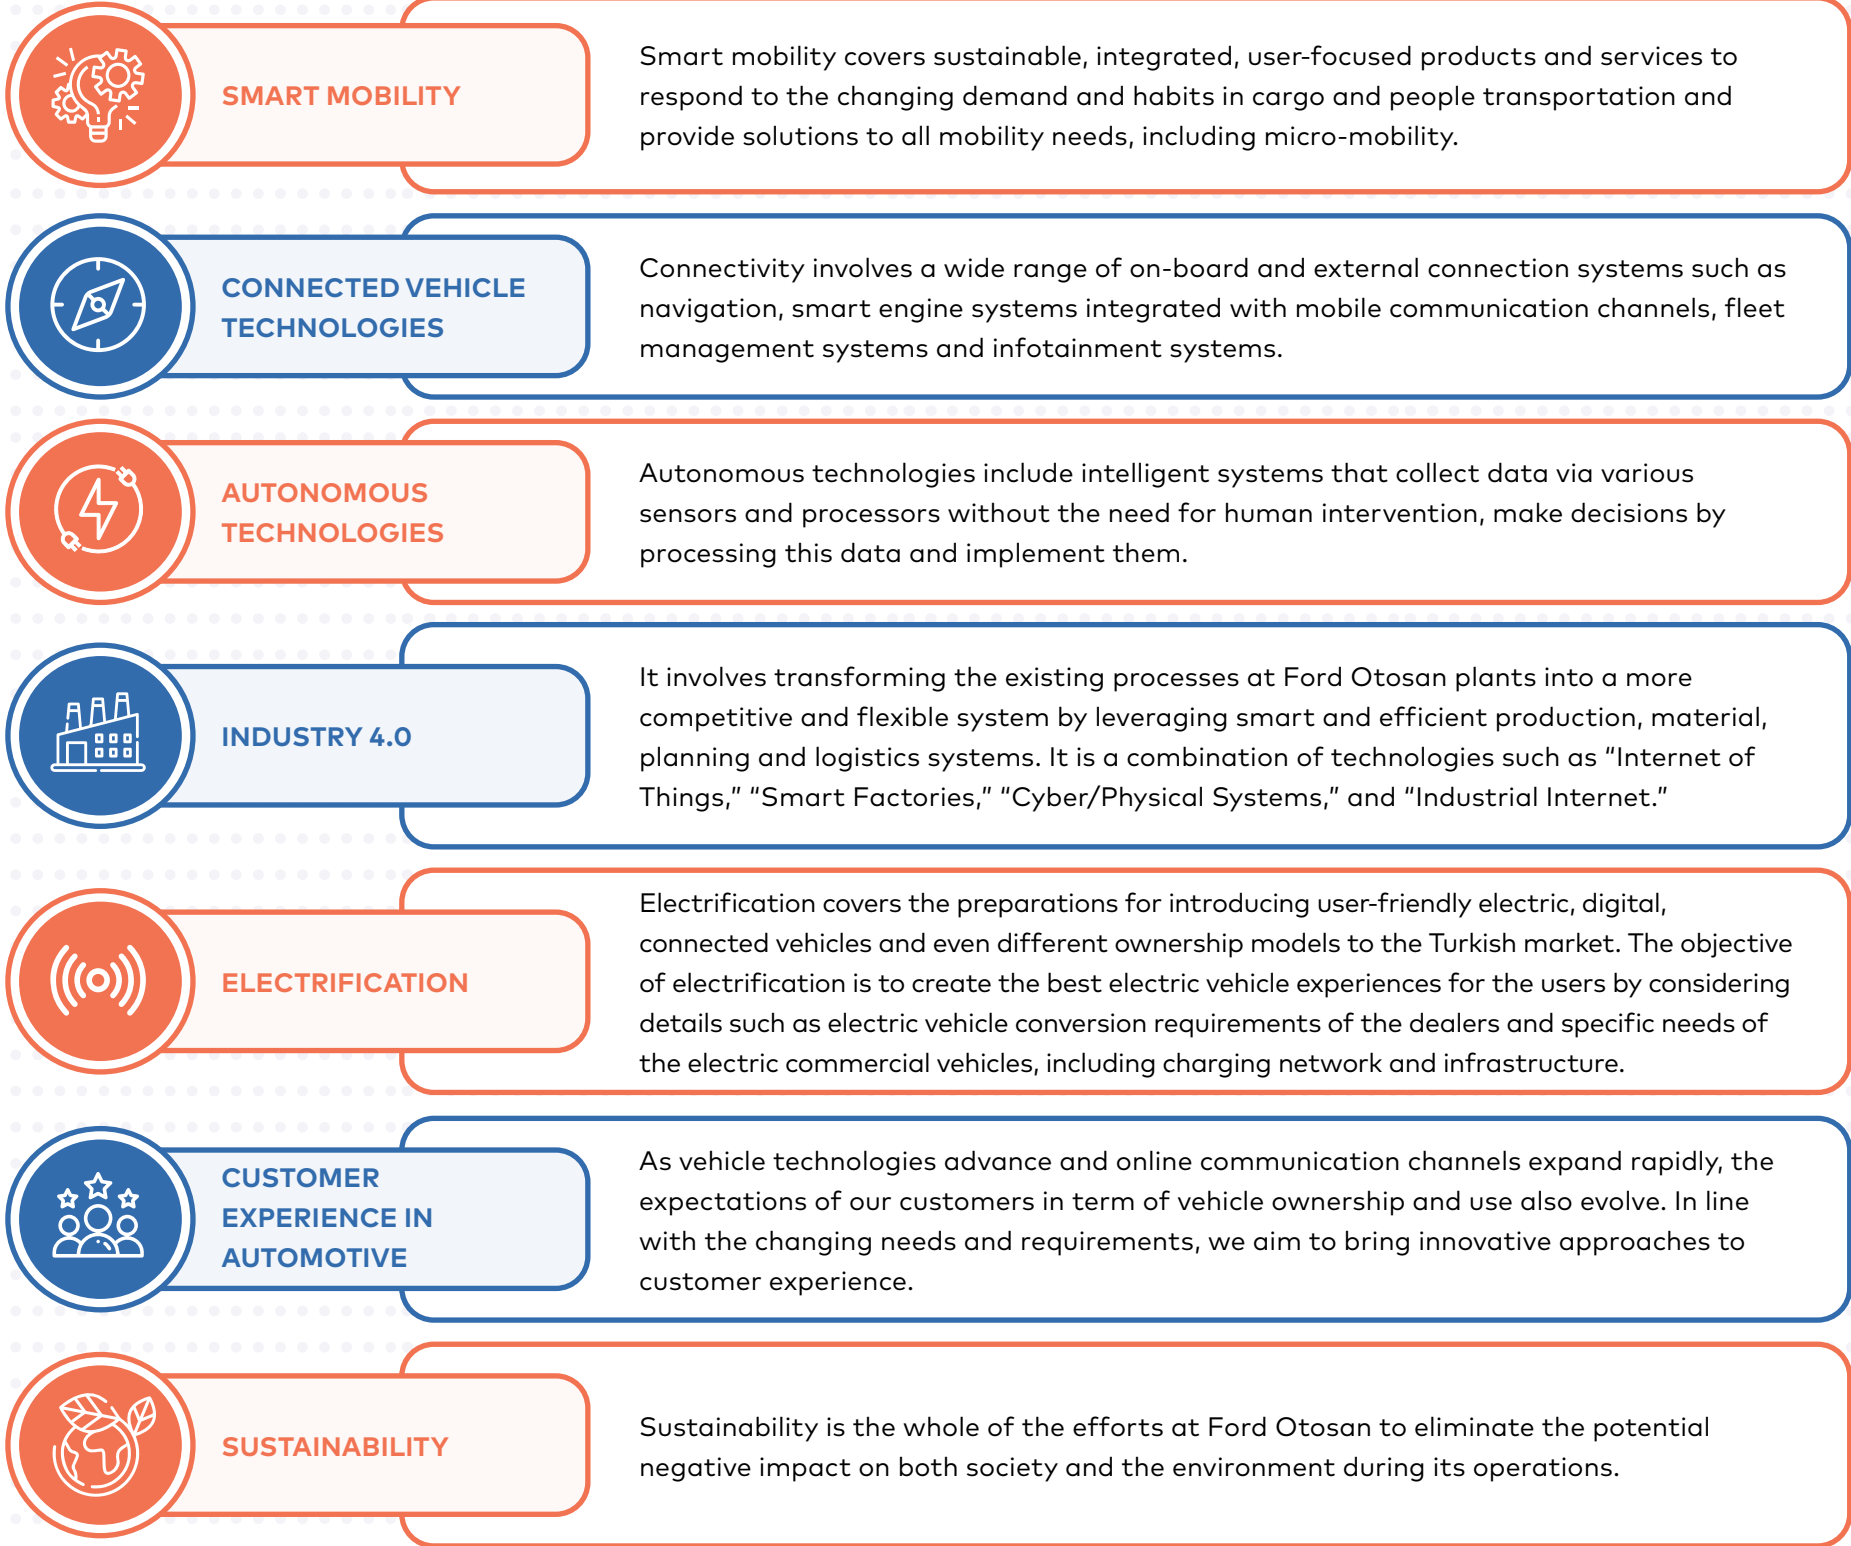 SMART MOBILITY
Smart mobility covers sustainable, integrated, user-focused products and services to
respond to the changing demand and habits in cargo and people transportation and
provide solutions to all mobility needs, including micro-mobility.
CONNECTED VEHICLE
TECHNOLOGIES
Connectivity involves a wide range of on-board and external connection systems such as
navigation, smart engine systems integrated with mobile communication channels, fleet
management systems and infotainment systems.
AUTONOMOUS
TECHNOLOGIES
Autonomous technologies include intelligent systems that collect data via various
sensors and processors without the need for human intervention, make decisions by
processing this data and implement them.
INDUSTRY 4.0
It involves transforming the existing processes at Ford Otosan plants into a more
competitive and flexible system by leveraging smart and efficient production, material,
planning and logistics systems. It is a combination of technologies such as “Internet of
Things,” “Smart Factories,” “Cyber/Physical Systems,” and “Industrial Internet.”
ELECTRIFICATION
Electrification covers the preparations for introducing user-friendly electric, digital,
connected vehicles and even different ownership models to the Turkish market. The objective
of electrification is to create the best electric vehicle experiences for the users by considering
details such as electric vehicle conversion requirements of the dealers and specific needs of
the electric commercial vehicles, including charging network and infrastructure.
CUSTOMER
EXPERIENCE IN
AUTOMOTIVE
As vehicle technologies advance and online communication channels expand rapidly, the
expectations of our customers in term of vehicle ownership and use also evolve. In line
with the changing needs and requirements, we aim to bring innovative approaches to
customer experience.
SUSTAINABILITY
Sustainability is the whole of the efforts at Ford Otosan to eliminate the potential
negative impact on both society and the environment during its operations.